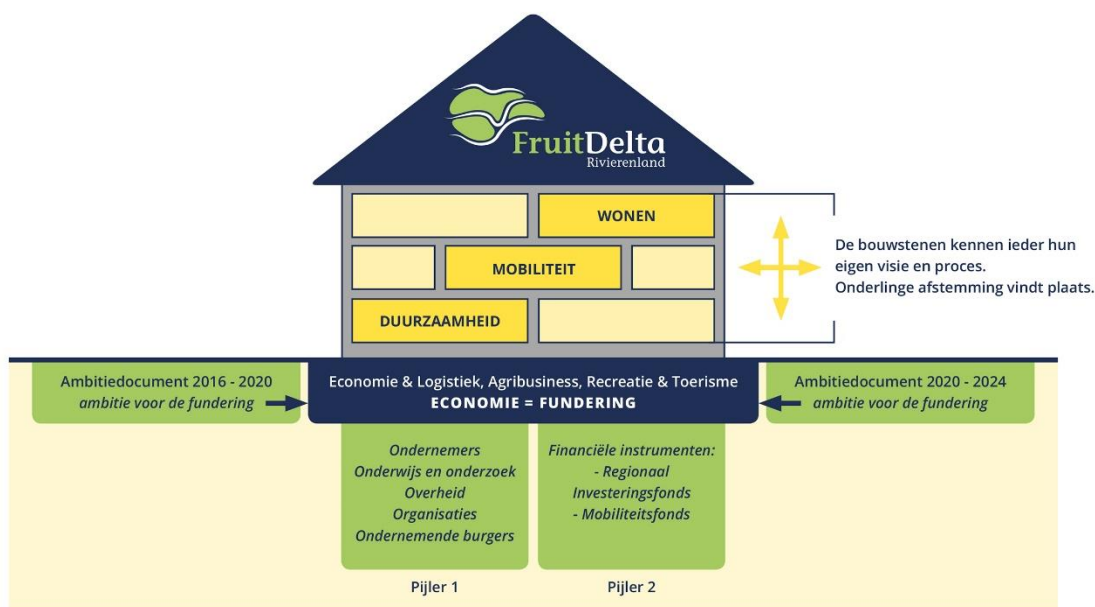 FruitDelta
Rivierenland
WONEN
MOBILITEIT
DUURZAAMHEID
De bouwstenen kennen ieder hun
eigen visie en proces.
Onderlinge afstemming vindt plaats.
Ambitiedocument 2016 - 2020
ambitie voor de fundering
Economie & Logistiek, Agribusiness, Recreatie & Toerisme
ECONOMIE = FUNDERING
Ambitiedocument 2020 - 2024
ambitie voor de fundering
Ondernemers
Onderwijs en onderzoek
Overheid
Organisaties
Ondernemende burgers
Financiële instrumenten:
- Regionaal
Investeringsfonds
- Mobiliteitsfonds
Pijler 1
Pijler 2